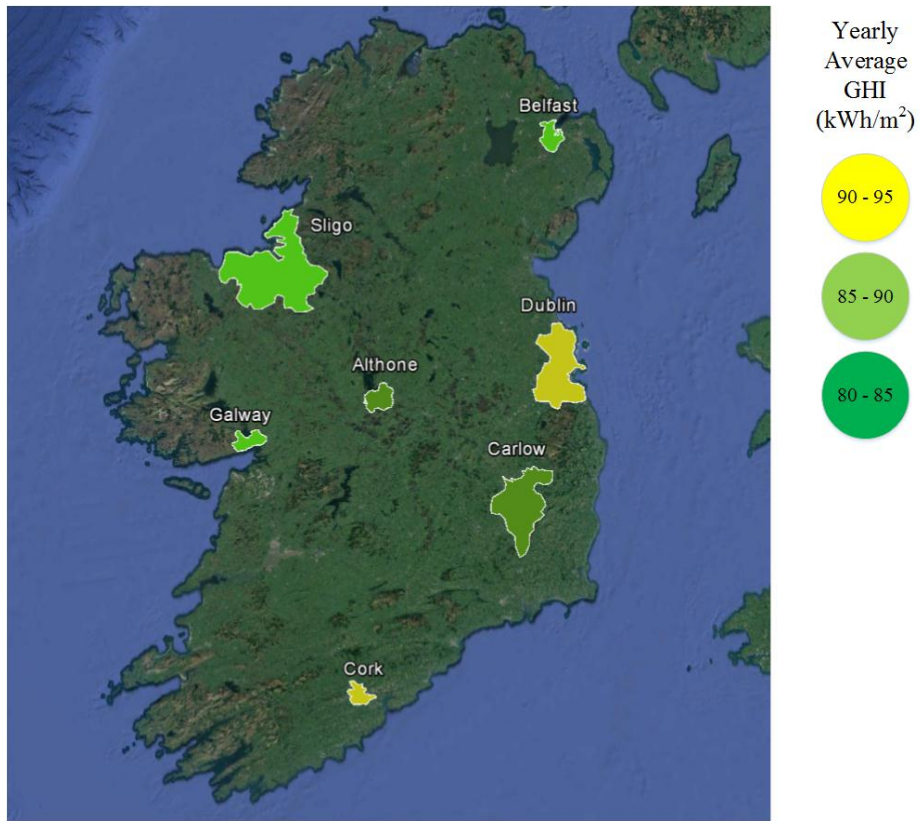 Belfast
Sligo
Dublin
Althone
Galway
Carlow
Cork
Yearly
Average
GHI
(kWh/m²)
90 - 95
85 - 90
80 - 85